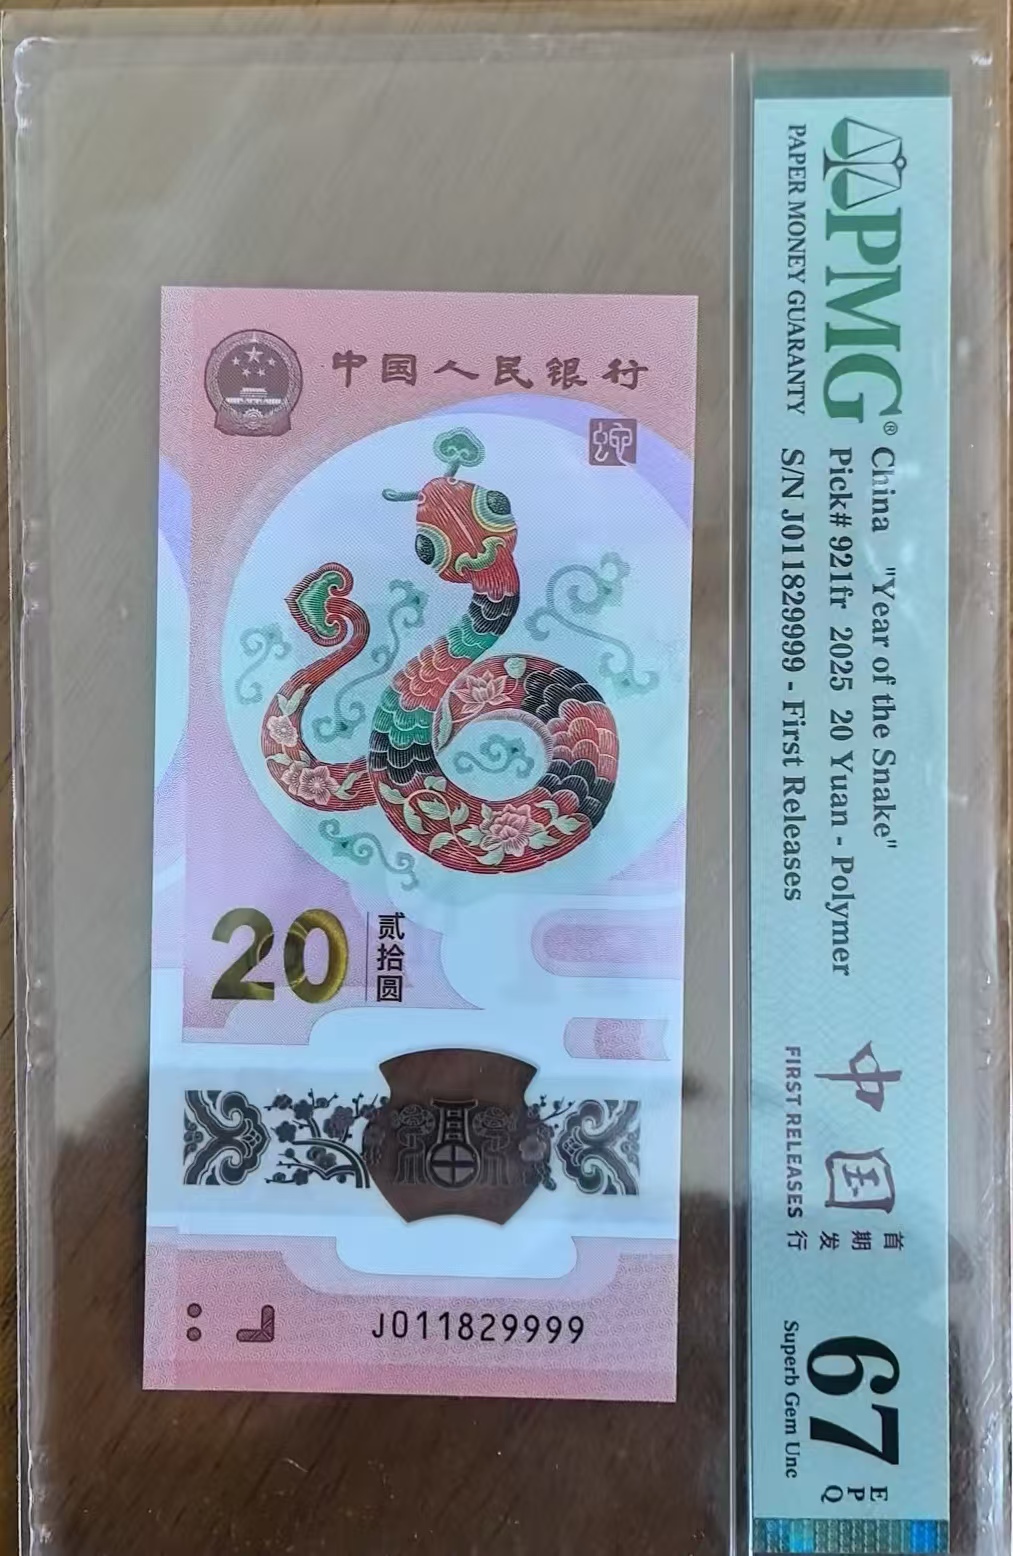 中国人民银行
蛇
20
贰拾圆
J011829999
PMG®
PAPER MONEY GUARANTY
China "Year of the Snake"
Pick# 921fr 2025 20 Yuan - Polymer
S/N J011829999 - First Releases
中国
首期发行
FIRST RELEASES
67
EPQ
Superb Gem Unc